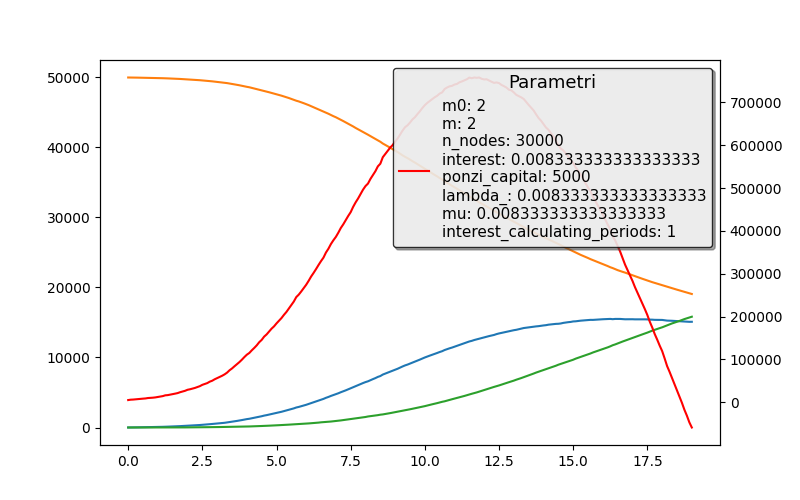 50000
40000
30000
20000
10000
0
Parametri
m0: 2
m: 2
n_nodes: 30000
interest: 0.008333333333333333
ponzi_capital: 5000
lambda_: 0.008333333333333333
mu: 0.008333333333333333
interest_calculating_periods: 1
700000
600000
500000
400000
300000
200000
100000
0
0.0 2.5 5.0 7.5 10.0 12.5 15.0 17.5